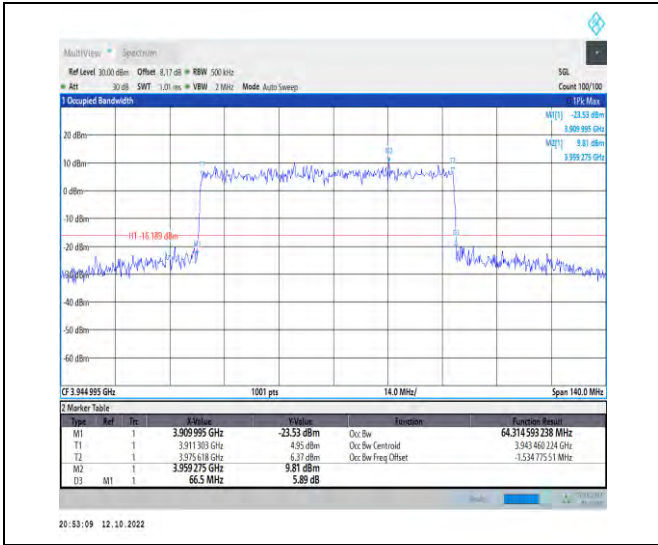 MultiView Spectrum
Ref Level 30.00 dBm Offset 8.17 dB RBW 500 kHz SGL
Att 30 dB SWT 1.01 ms VBW 2 MHz Mode Auto Sweep Count 100/100
1 Occupied Bandwidth 1Pk Max
M1[1] -23.53 dBm
3.909 995 GHz
20 dBm
M2[1] 9.81 dBm
3.959 275 GHz
M2
10 dBm
0 dBm
-10 dBm
H1 -16.189 dBm
-20 dBm
-30 dBm
-40 dBm
-50 dBm
-60 dBm
CF 3.944 995 GHz 1001 pts 14.0 MHz/ Span 140.0 MHz
2 Marker Table
Type Ref Trc X-Value Y-Value Function Function Result
M1 1 3.909 995 GHz -23.53 dBm Occ Bw 64.314 593 238 MHz
T1 1 3.911 303 GHz 4.95 dBm Occ Bw Centroid 3.943 460 224 GHz
T2 1 3.975 618 GHz 6.37 dBm Occ Bw Freq Offset -1.534 775 51 MHz
M2 1 3.959 275 GHz 9.81 dBm
D3 M1 1 66.5 MHz 5.89 dB
20:53:09 12.10.2022